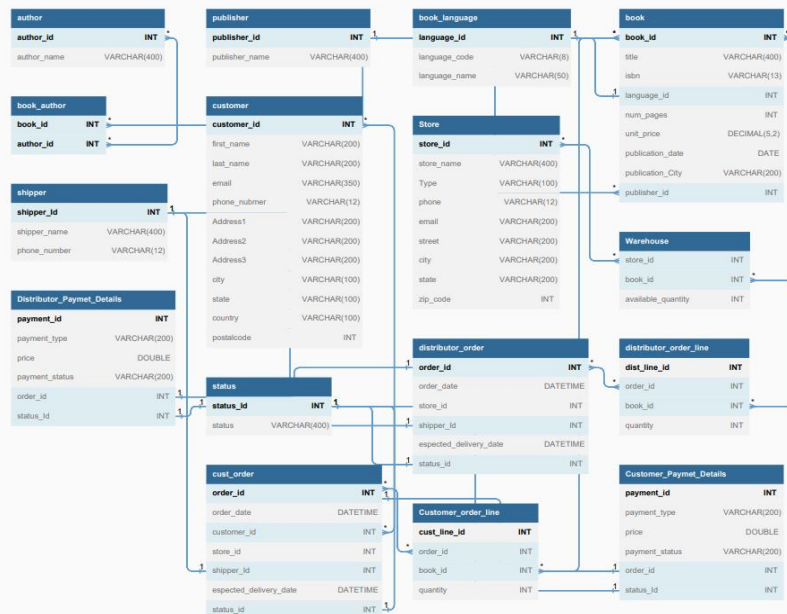 author
author_id INT
author_name VARCHAR(400)
book_author
book_id INT
author_id INT
shipper
shipper_Id INT
shipper_name VARCHAR(400)
phone_number VARCHAR(12)
Distributor_Paymet_Details
payment_id INT
payment_type VARCHAR(200)
price DOUBLE
payment_status VARCHAR(200)
order_id INT
status_Id INT
publisher
publisher_id INT
publisher_name VARCHAR(400)
customer
customer_id INT
first_name VARCHAR(200)
last_name VARCHAR(200)
email VARCHAR(350)
phone_nubmer VARCHAR(12)
Address1 VARCHAR(200)
Address2 VARCHAR(200)
Address3 VARCHAR(200)
city VARCHAR(100)
state VARCHAR(100)
country VARCHAR(100)
postalcode INT
status
status_Id INT
status VARCHAR(400)
cust_order
order_id INT
order_date DATETIME
customer_id INT
store_id INT
shipper_Id INT
espected_delivery_date DATETIME
status_id INT
book_language
language_id INT
language_code VARCHAR(8)
language_name VARCHAR(50)
Store
store_id INT
store_name VARCHAR(400)
Type VARCHAR(100)
phone VARCHAR(12)
email VARCHAR(200)
street VARCHAR(200)
city VARCHAR(200)
state VARCHAR(200)
zip_code INT
distributor_order
order_id INT
order_date DATETIME
store_id INT
shipper_Id INT
espected_delivery_date DATETIME
status_id INT
Customer_order_line
cust_line_id INT
order_id INT
book_id INT
quantity INT
book
book_id INT
title VARCHAR(400)
isbn VARCHAR(13)
language_id INT
num_pages INT
unit_price DECIMAL(5,2)
publication_date DATE
publication_City VARCHAR(200)
publisher_id INT
Warehouse
store_id INT
book_id INT
available_quantity INT
distributor_order_line
dist_line_id INT
order_id INT
book_id INT
quantity INT
Customer_Paymet_Details
payment_id INT
payment_type VARCHAR(200)
price DOUBLE
payment_status VARCHAR(200)
order_id INT
status_Id INT